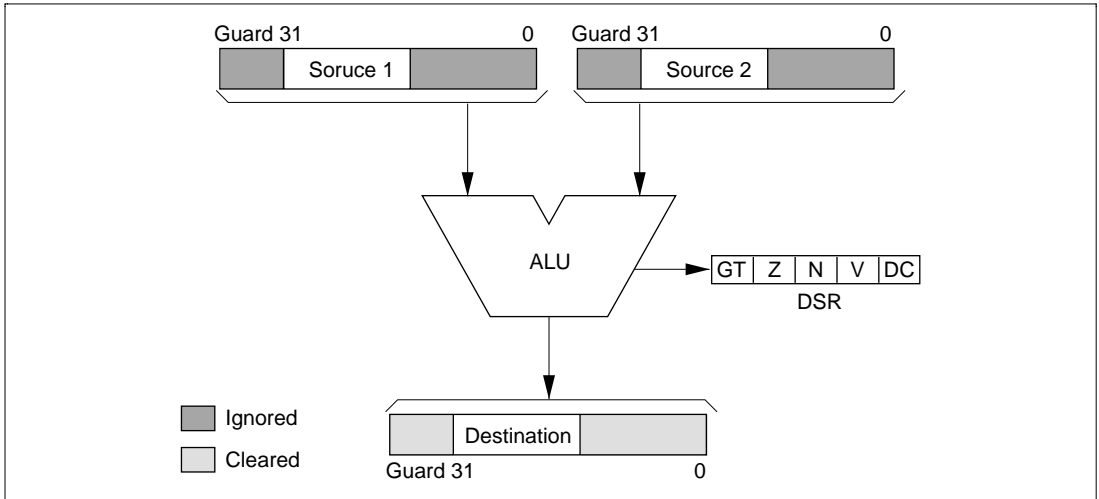 Guard 31 0 Guard 31 0
Soruce 1 Source 2
ALU
GT Z N V DC
DSR
Ignored
Destination
Cleared
Guard 31 0